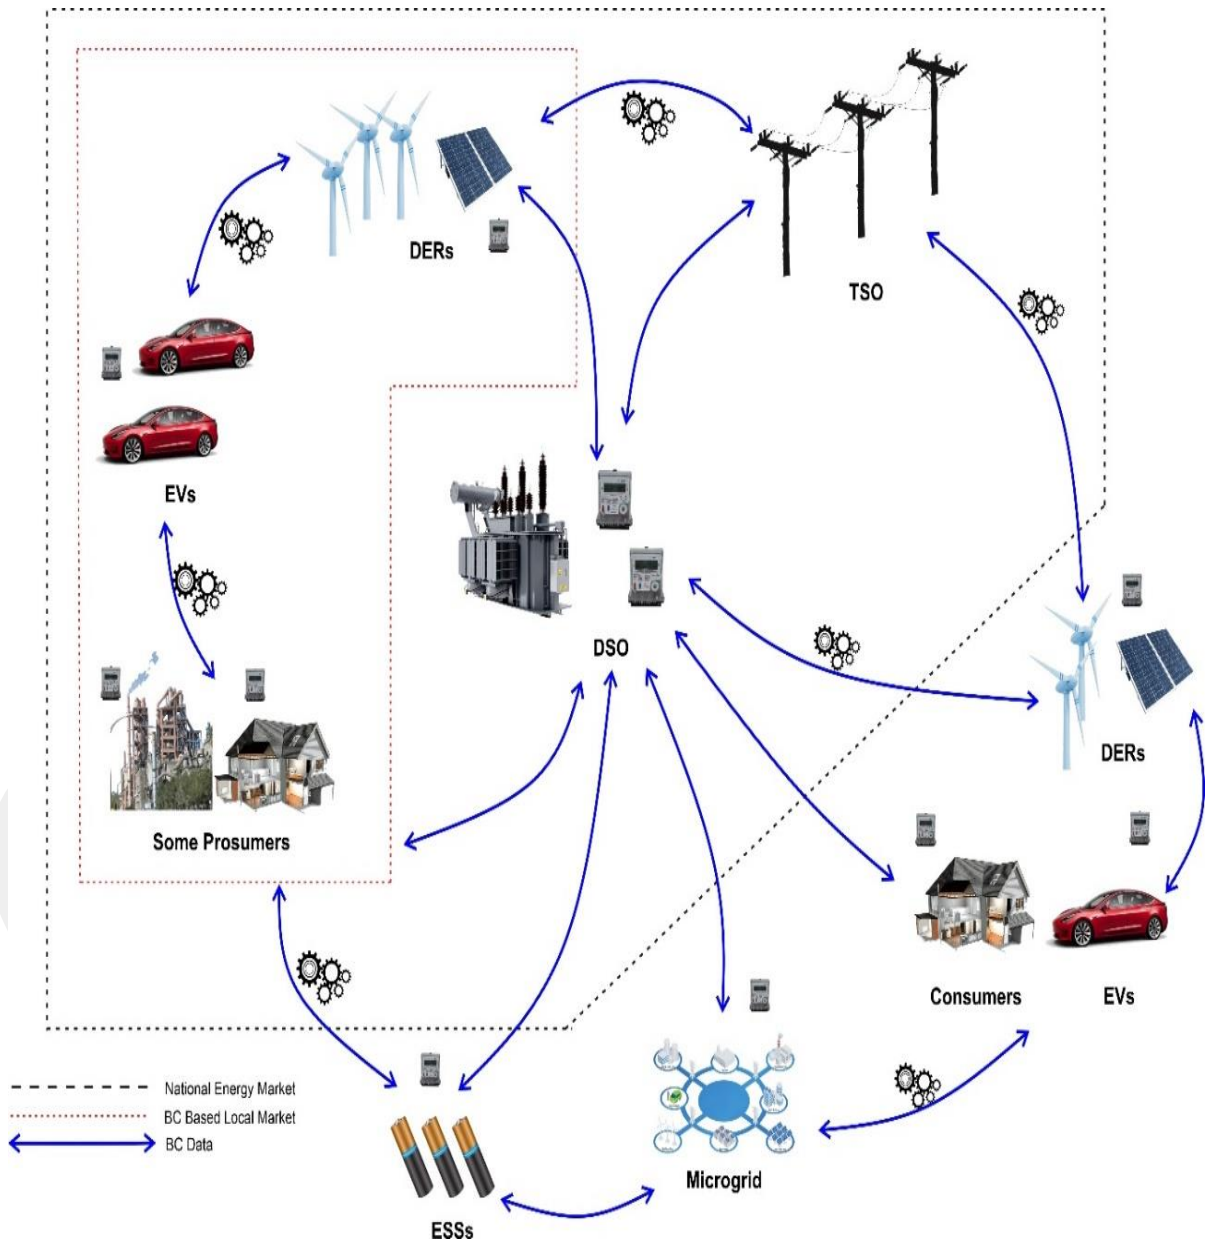 DERs
TSO
EVs
DSO
DERs
Some Prosumers
Consumers
EVs
National Energy Market
BC Based Local Market
BC Data
Microgrid
ESSs